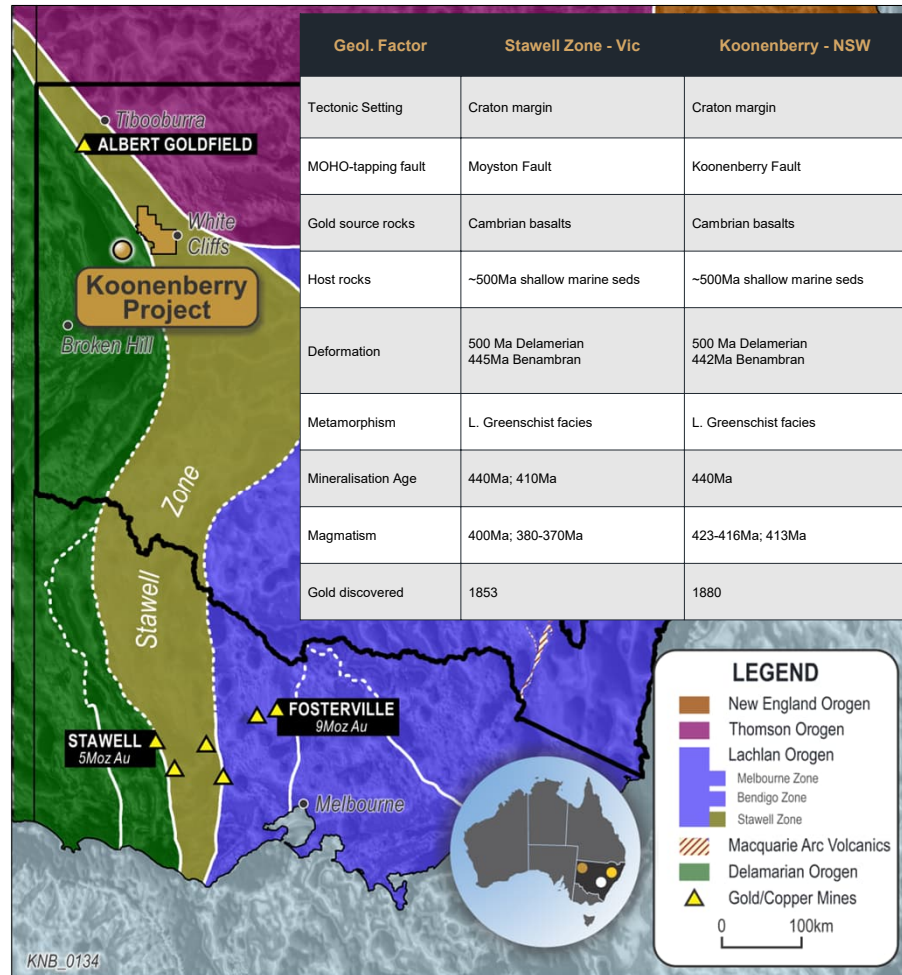 Geol. Factor Stawell Zone - Vic Koonenberry - NSW
Tectonic Setting Craton margin Craton margin
MOHO-tapping fault Moyston Fault Koonenberry Fault
Gold source rocks Cambrian basalts Cambrian basalts
Host rocks ~500Ma shallow marine seds ~500Ma shallow marine seds
Deformation 500 Ma Delamerian 500 Ma Delamerian
445Ma Benambran 442Ma Benambran
Metamorphism L. Greenschist facies L. Greenschist facies
Mineralisation Age 440Ma; 410Ma 440Ma
Magmatism 400Ma; 380-370Ma 423-416Ma; 413Ma
Gold discovered 1853 1880
Tibooburra
ALBERT GOLDFIELD
White
Cliffs
Koonenberry
Project
Broken Hill
Zone
Stawell
FOSTERVILLE
9Moz Au
STAWELL
5Moz Au
Melbourne
LEGEND
New England Orogen
Thomson Orogen
Lachlan Orogen
Melbourne Zone
Bendigo Zone
Stawell Zone
Macquarie Arc Volcanics
Delamarian Orogen
Gold/Copper Mines
0 100km
KNB_0134